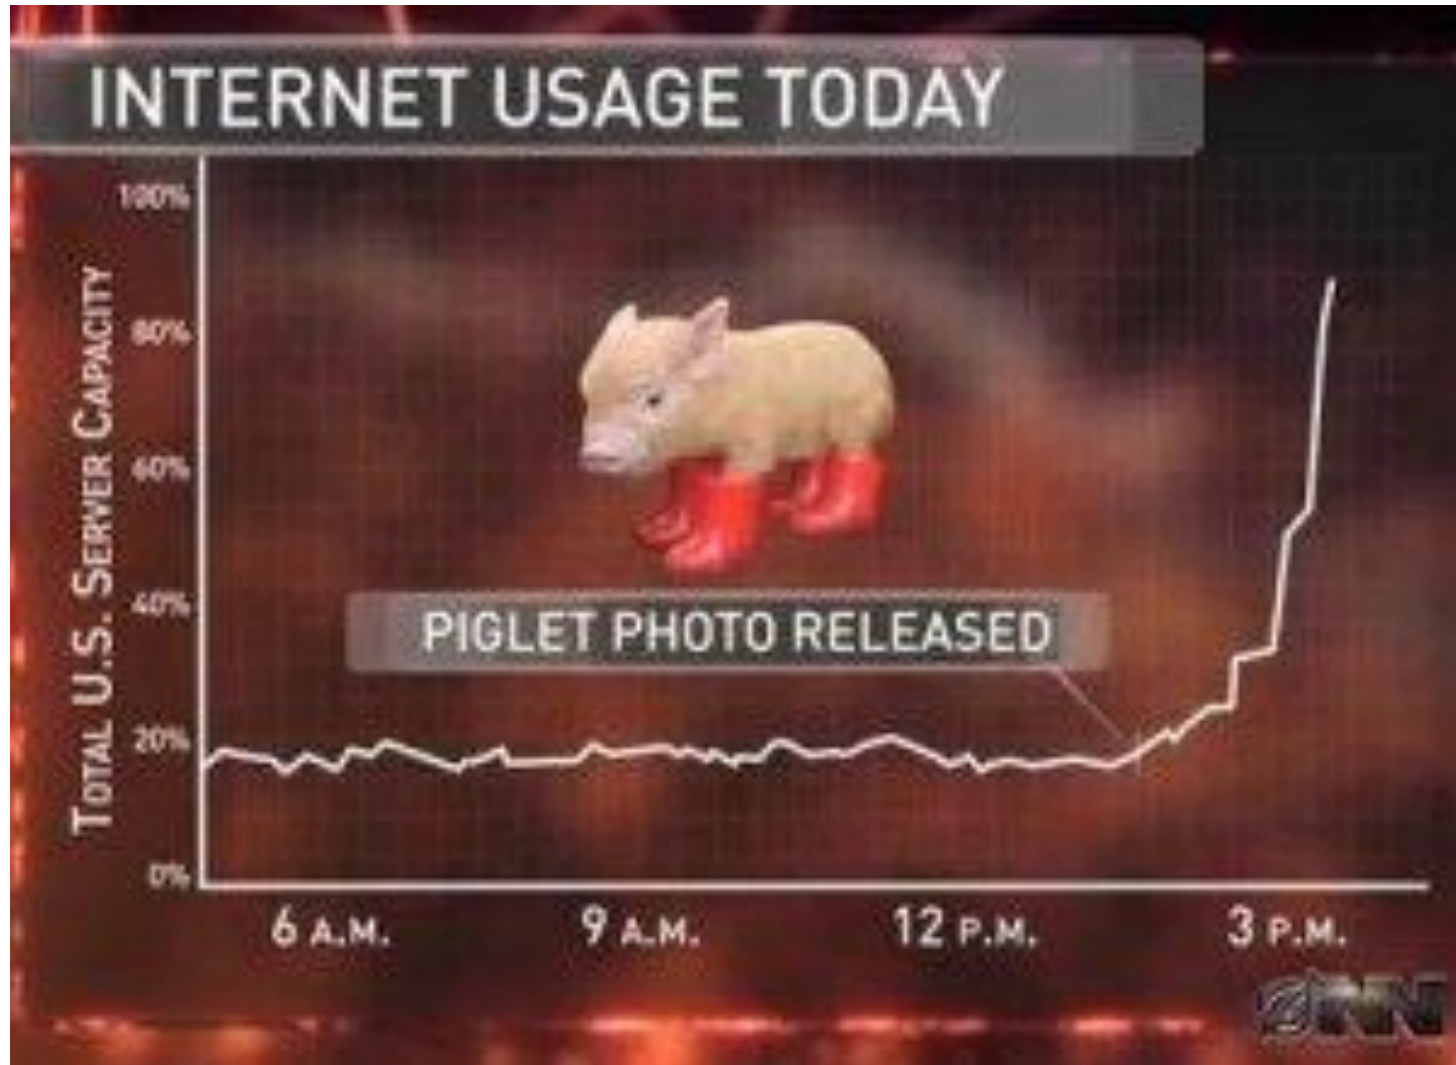 INTERNET USAGE TODAY
100%
80%
60%
40%
20%
0%
TOTAL U.S. SERVER CAPACITY
PIGLET PHOTO RELEASED
6 A.M.
9 A.M.
12 P.M.
3 P.M.
ONN